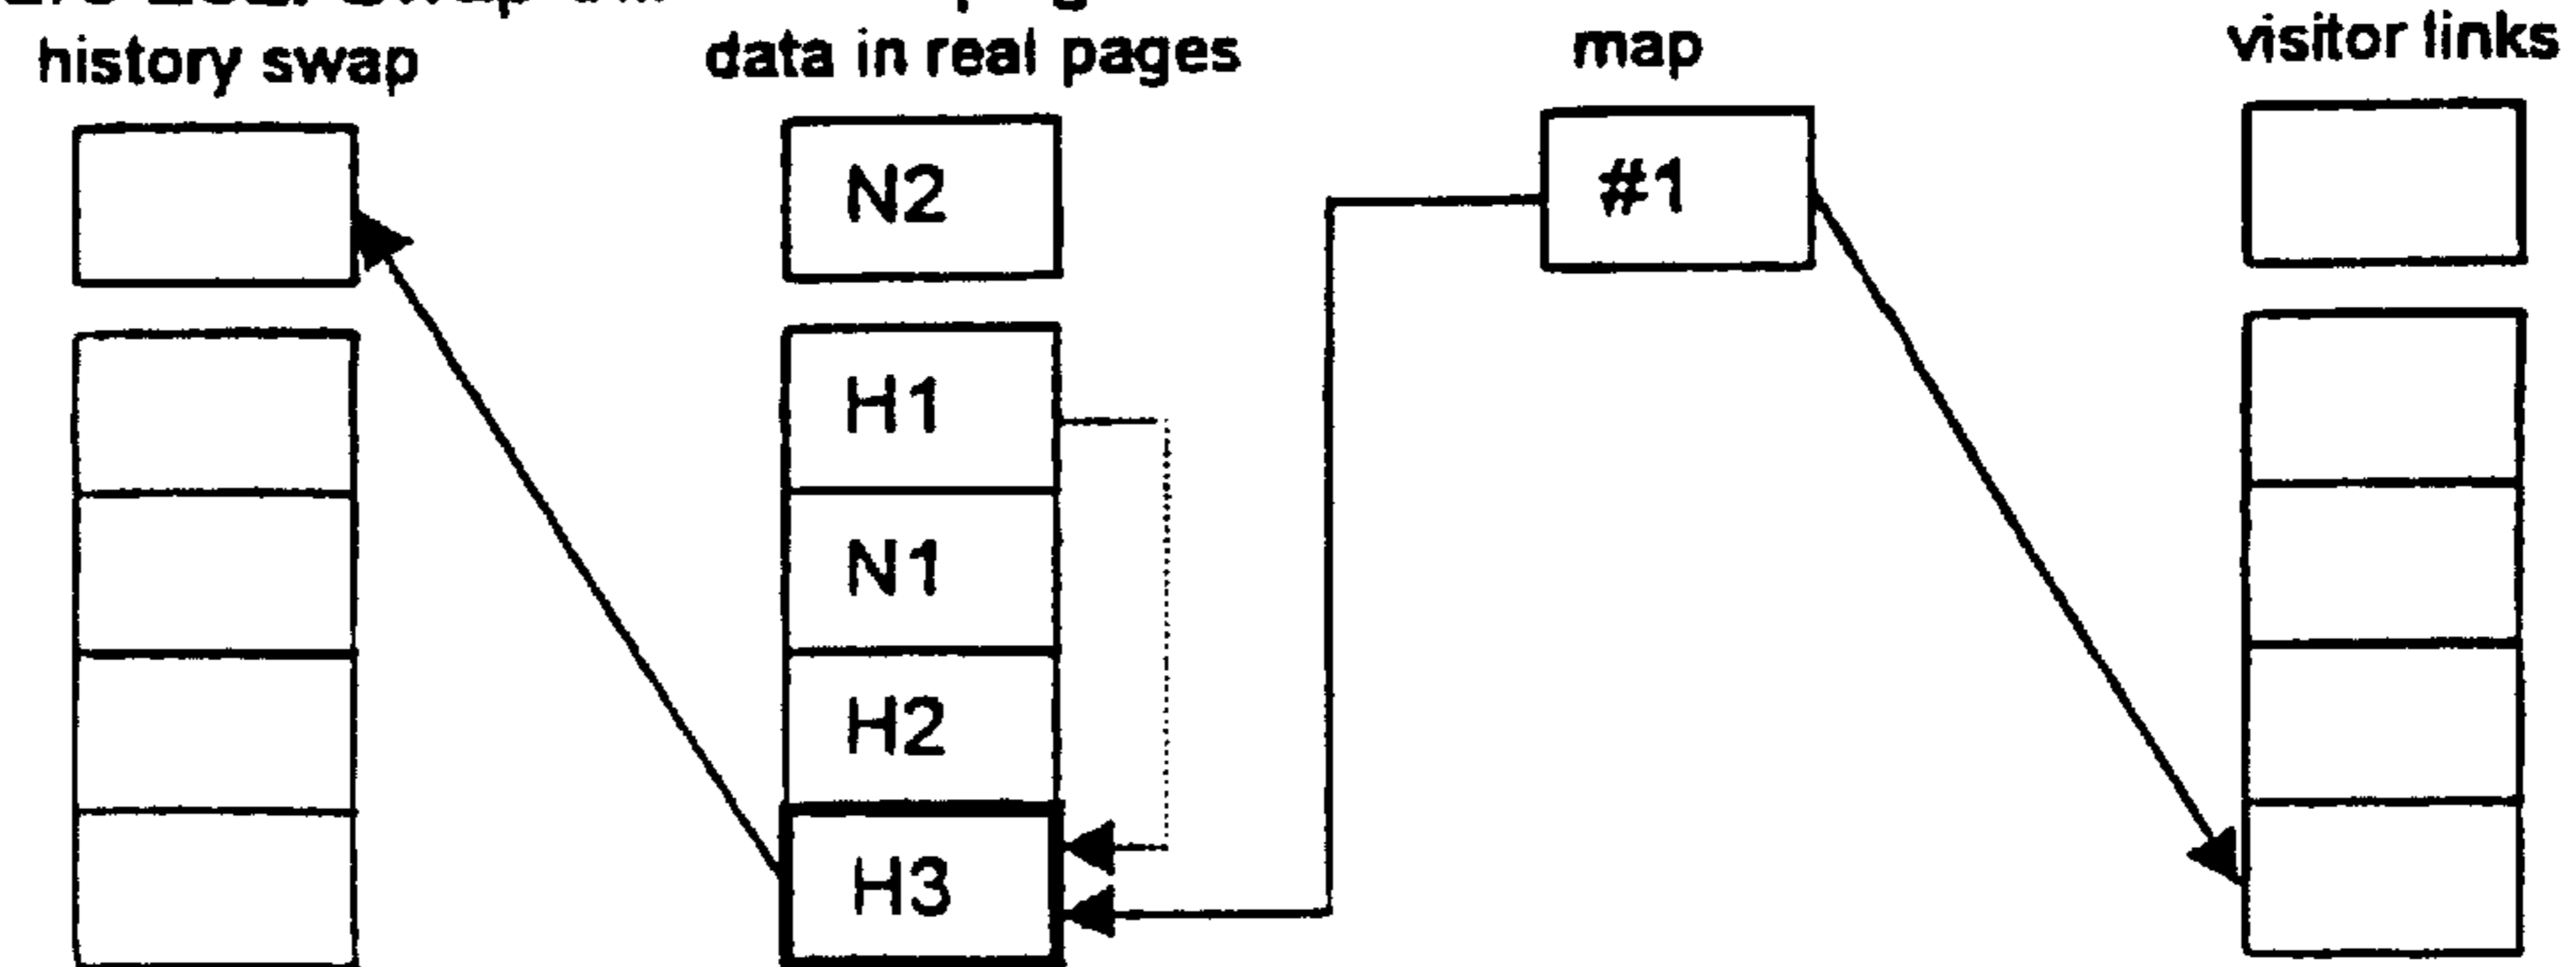 history swap
data in real pages
map
visitor links
N2
#1
H1
N1
H2
H3